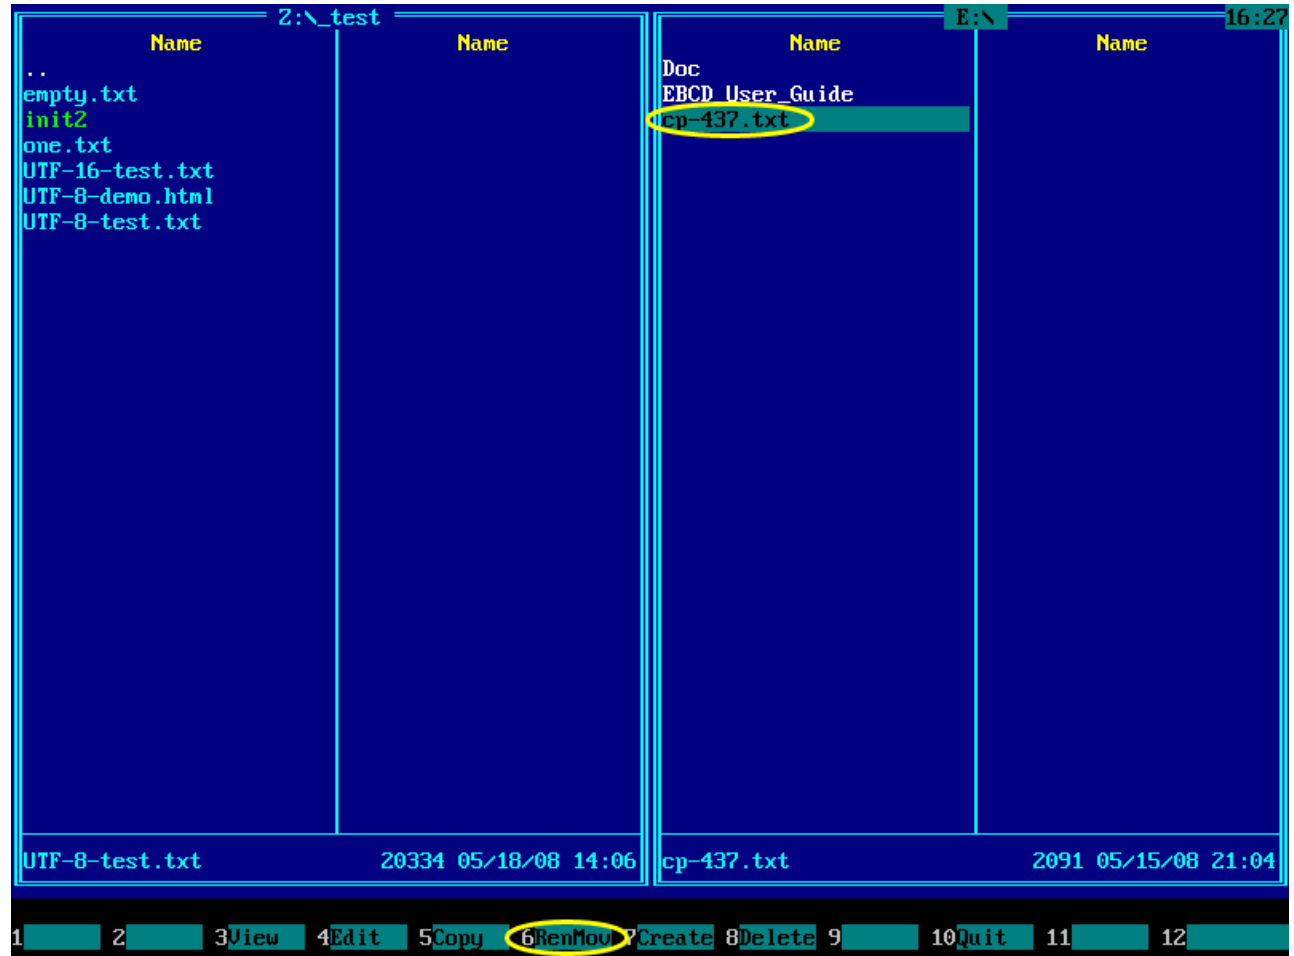 Z:\_test
Name Name
..
empty.txt
init2
one.txt
UTF-16-test.txt
UTF-8-demo.html
UTF-8-test.txt
UTF-8-test.txt 20334 05/18/08 14:06
E:\ 16:27
Name Name
Doc
EBCD_User_Guide
cp-437.txt
cp-437.txt 2091 05/15/08 21:04
1 2 3View 4Edit 5Copy 6RenMov 7Create 8Delete 9 10Quit 11 12